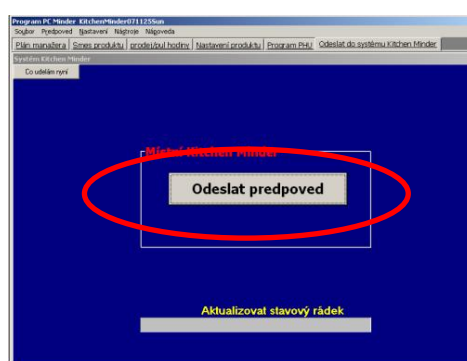 Program PC Minder KitchenMinder071125Sun
Soubor Predpoved Nastavení Nástroje Nápoveda
Plán manažera Smes produktu prodej/pul hodiny Nastavení produktu Program PHU Odeslat do systému Kitchen Minder
Systém Kitchen Minder
Co udelám nyní
Místní Kitchen Minder
Odeslat predpoved
Aktualizovat stavový rádek